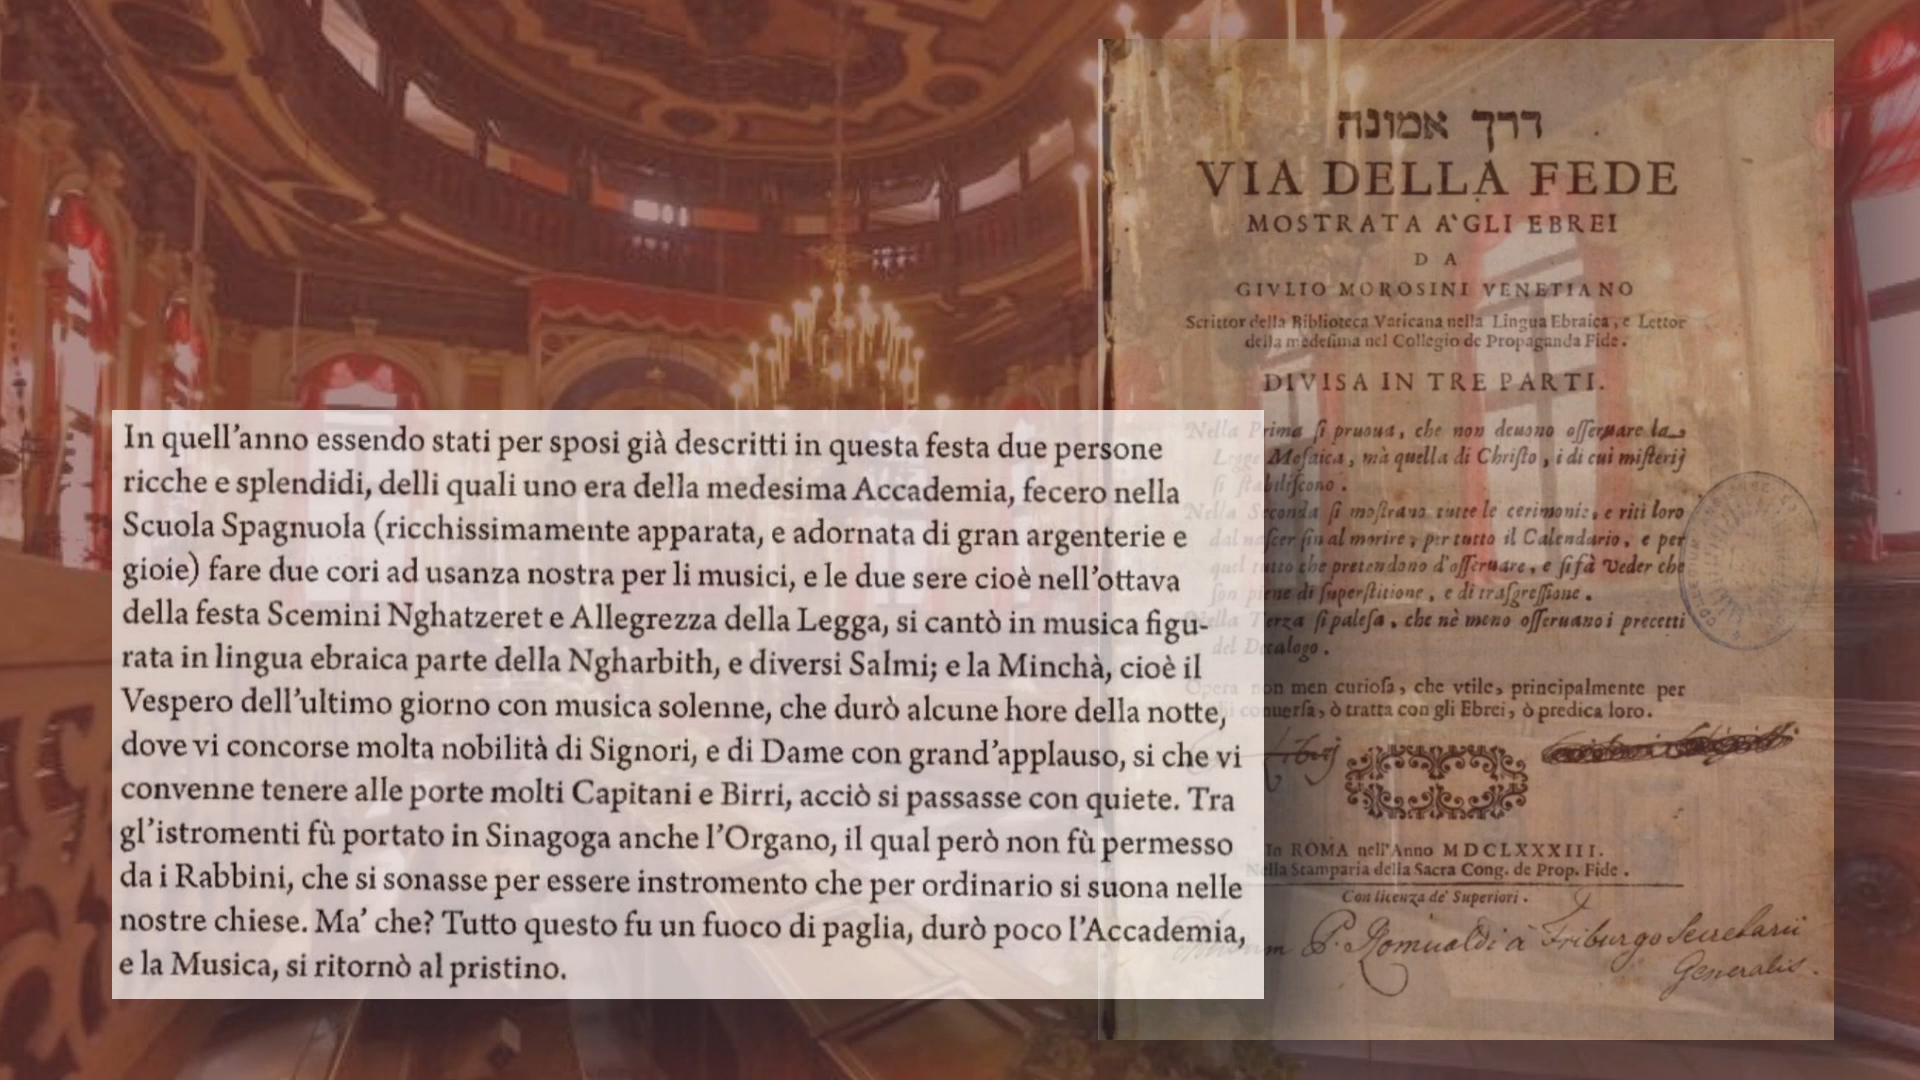 In quell'anno essendo stati per sposi già descritti in questa festa due persone
ricche e splendidi, delli quali uno era della medesima Accademia, fecero nella
Scuola Spagnuola (ricchissimamente apparata, e adornata di gran argenterie e
gioie) fare due cori ad usanza nostra per li musici, e le due sere cioè nell'ottava
della festa Scemini Nghatzeret e Allegrezza della Legga, si cantò in musica figu-
rata in lingua ebraica parte della Ngharbith, e diversi Salmi; e la Minchà, cioè il
Vespero dell'ultimo giorno con musica solenne, che durò alcune hore della notte,
dove vi concorse molta nobilità di Signori, e di Dame con grand'applauso, si che vi
convenne tenere alle porte molti Capitani e Birri, acciò si passasse con quiete. Tra
gl'istromenti fù portato in Sinagoga anche l'Organo, il qual però non fù permesso
da i Rabbini, che si sonasse per essere instromento che per ordinario si suona nelle
nostre chiese. Ma' che? Tutto questo fu un fuoco di paglia, durò poco l'Accademia,
e la Musica, si ritornò al pristino.
דרך אמונה
VIA DELLA FEDE
MOSTRATA A'GLI EBREI
DA
GIVLIO MOROSINI VENETIANO
Scrittor della Biblioteca Vaticana nella Lingua Ebraica, e Lettor
della medesima nel Collegio de Propaganda Fide.
DIVISA IN TRE PARTI.
Nella Prima si pruoua, che non deuono osseruare la
Legge Mosaica, mà quella di Christo, i di cui misterij
si stabiliscono.
Nella Seconda si mostrano tutte le cerimonie, e riti loro
dal nascer fin al morire, per tutto il Calendario, e per
quel tutto che pretendono d'osseruare, e si fà veder che
son piene di superstitione, e di trasgressione.
Nella Terza si palesa, che nè meno osseruano i precetti
del Decalogo.
Opera non men curiosa, che vtile, principalmente per
conuersa, ò tratta con gli Ebrei, ò predica loro.
In ROMA nell'Anno MDCLXXXIII.
Nella Stamparia della Sacra Cong. de Prop. Fide.
Con licenza de' Superiori.
P. Romualdi à Friburgo Secretarii
Generalis.